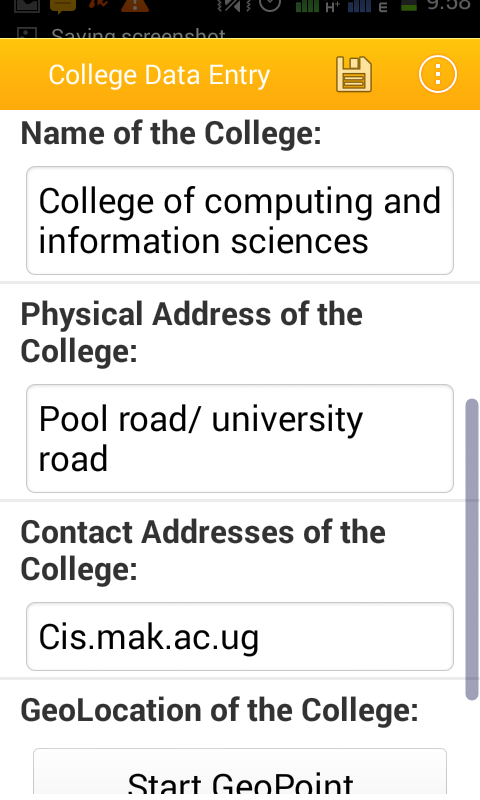 H+ E 9:58
Saving screenshot
College Data Entry
Name of the College:
College of computing and
information sciences
Physical Address of the
College:
Pool road/ university
road
Contact Addresses of the
College:
Cis.mak.ac.ug
GeoLocation of the College:
Start GeoPoint